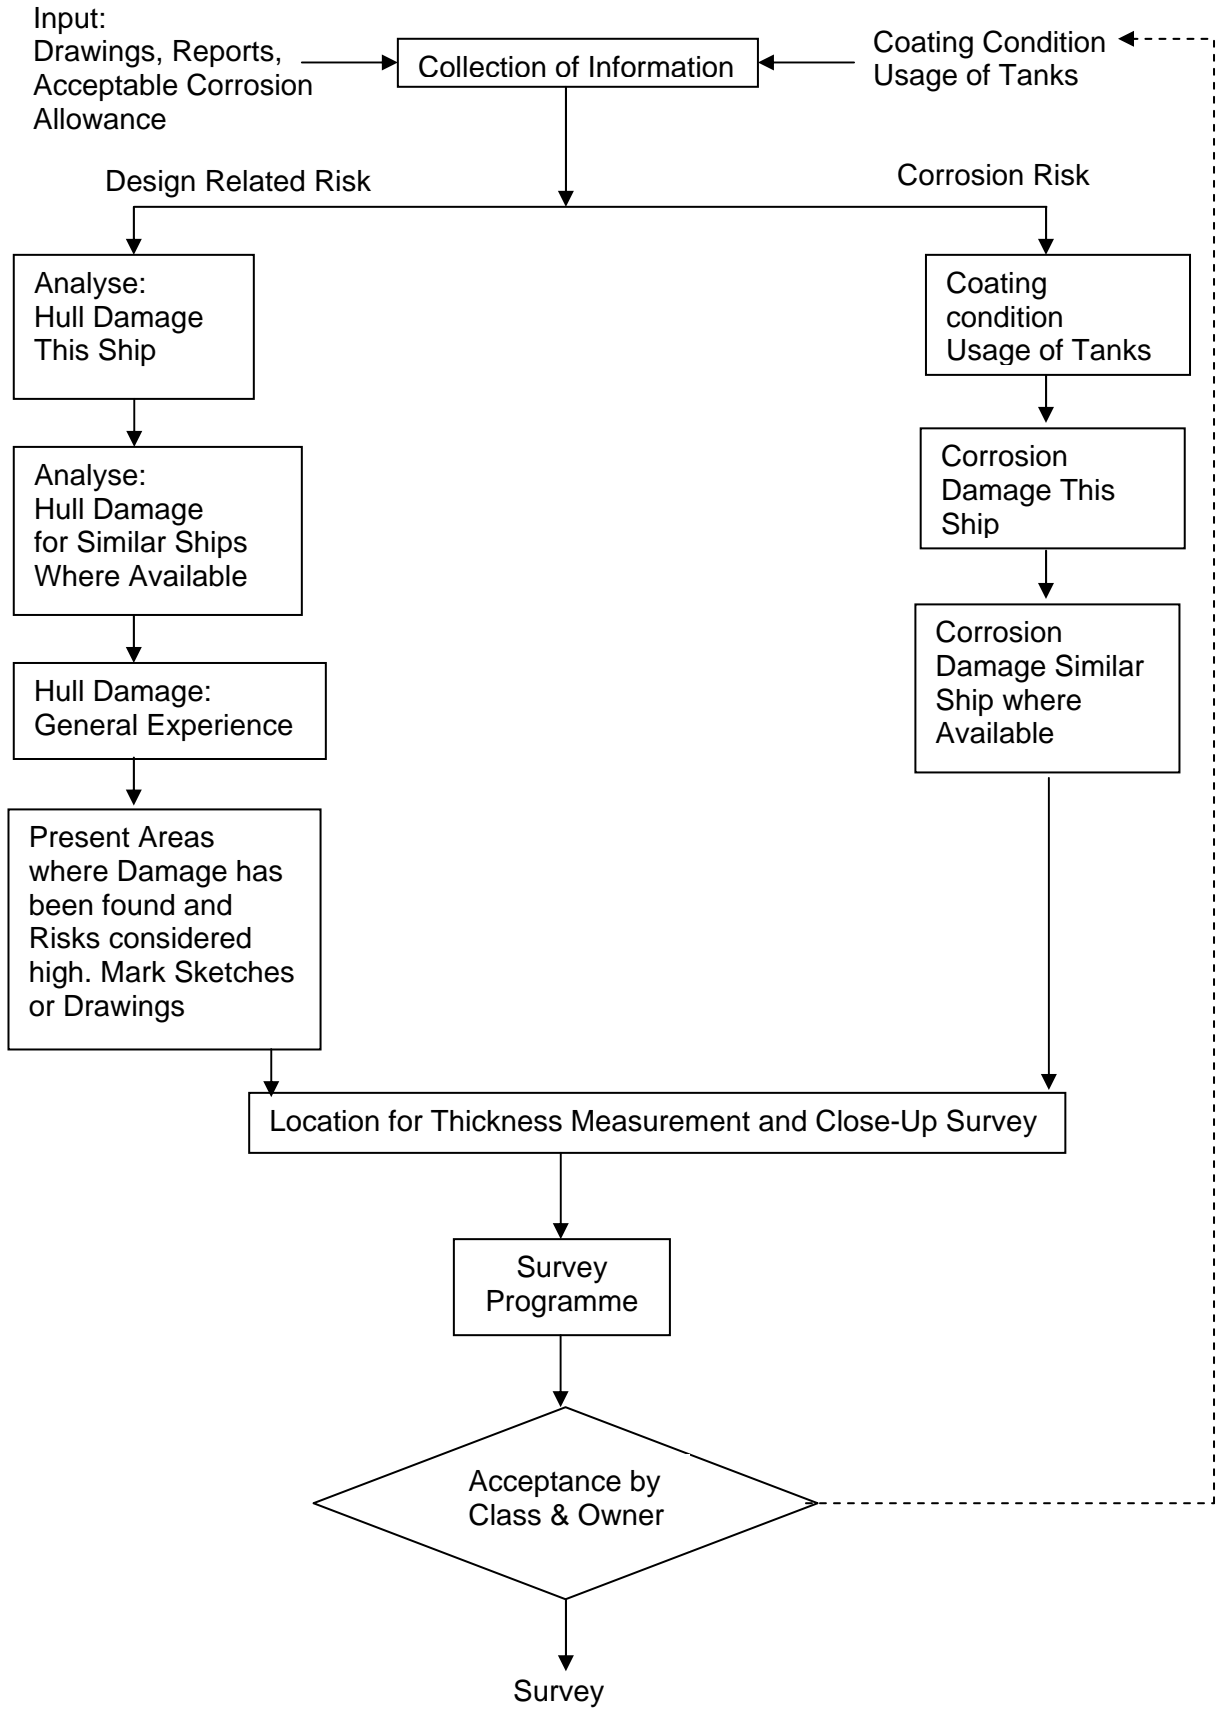 Input:
Drawings, Reports,
Acceptable Corrosion
Allowance
Collection of Information
Coating Condition
Usage of Tanks
Design Related Risk
Corrosion Risk
Analyse:
Hull Damage
This Ship
Analyse:
Hull Damage
for Similar Ships
Where Available
Hull Damage:
General Experience
Present Areas
where Damage has
been found and
Risks considered
high. Mark Sketches
or Drawings
Coating
condition
Usage of Tanks
Corrosion
Damage This
Ship
Corrosion
Damage Similar
Ship where
Available
Location for Thickness Measurement and Close-Up Survey
Survey
Programme
Acceptance by
Class & Owner
Survey